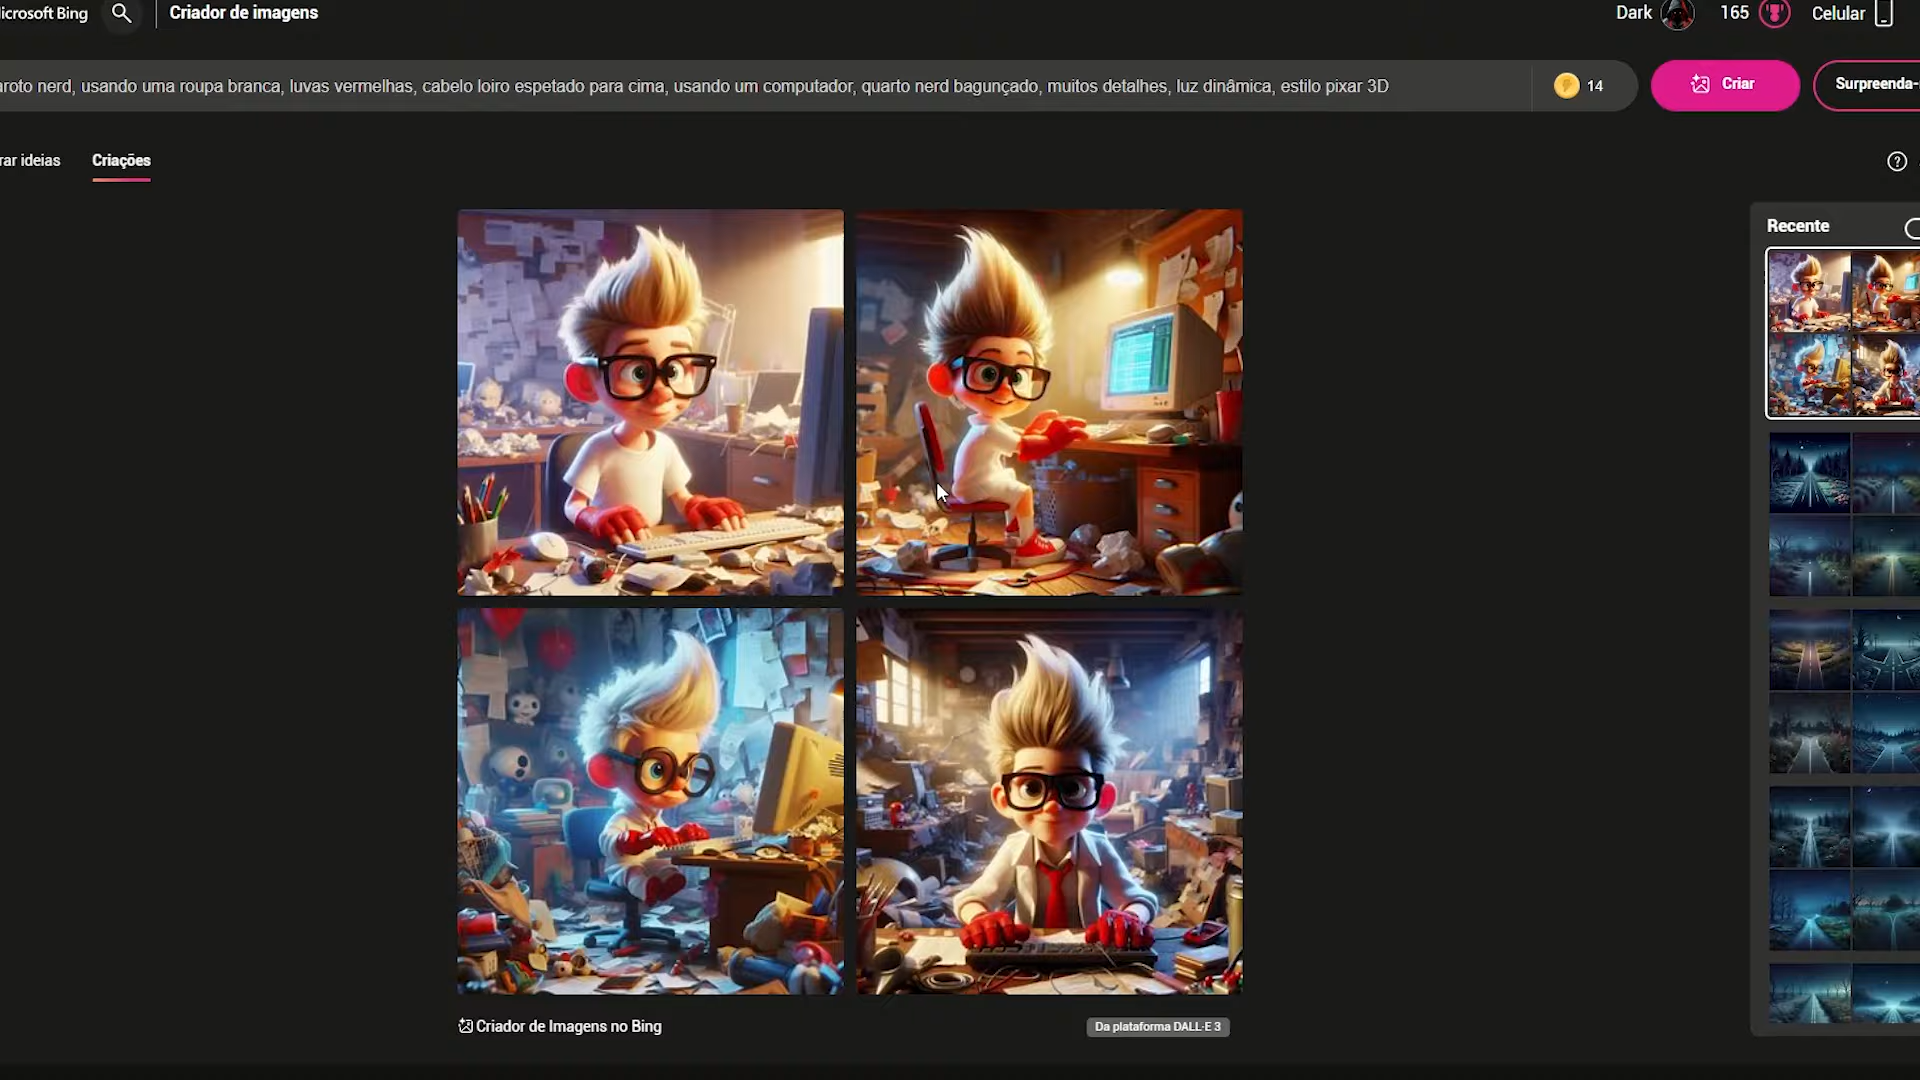 icrosoft Bing
Criador de imagens
Dark
165
Celular
aroto nerd, usando uma roupa branca, luvas vermelhas, cabelo loiro espetado para cima, usando um computador, quarto nerd bagunçado, muitos detalhes, luz dinâmica, estilo pixar 3D
14
Criar
Surpreenda-
rar ideias
Criações
Recente
Criador de Imagens no Bing
Da plataforma DALL·E 3